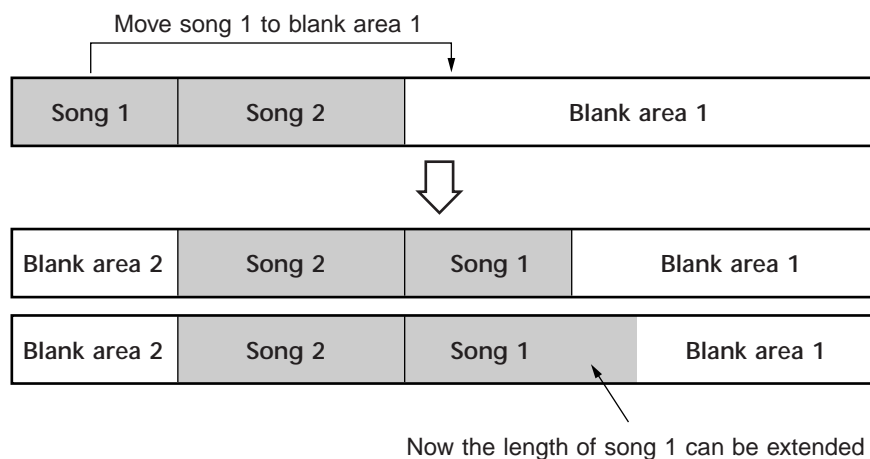 Move song 1 to blank area 1
Song 1 Song 2 Blank area 1
Blank area 2 Song 2 Song 1 Blank area 1
Blank area 2 Song 2 Song 1 Blank area 1
Now the length of song 1 can be extended